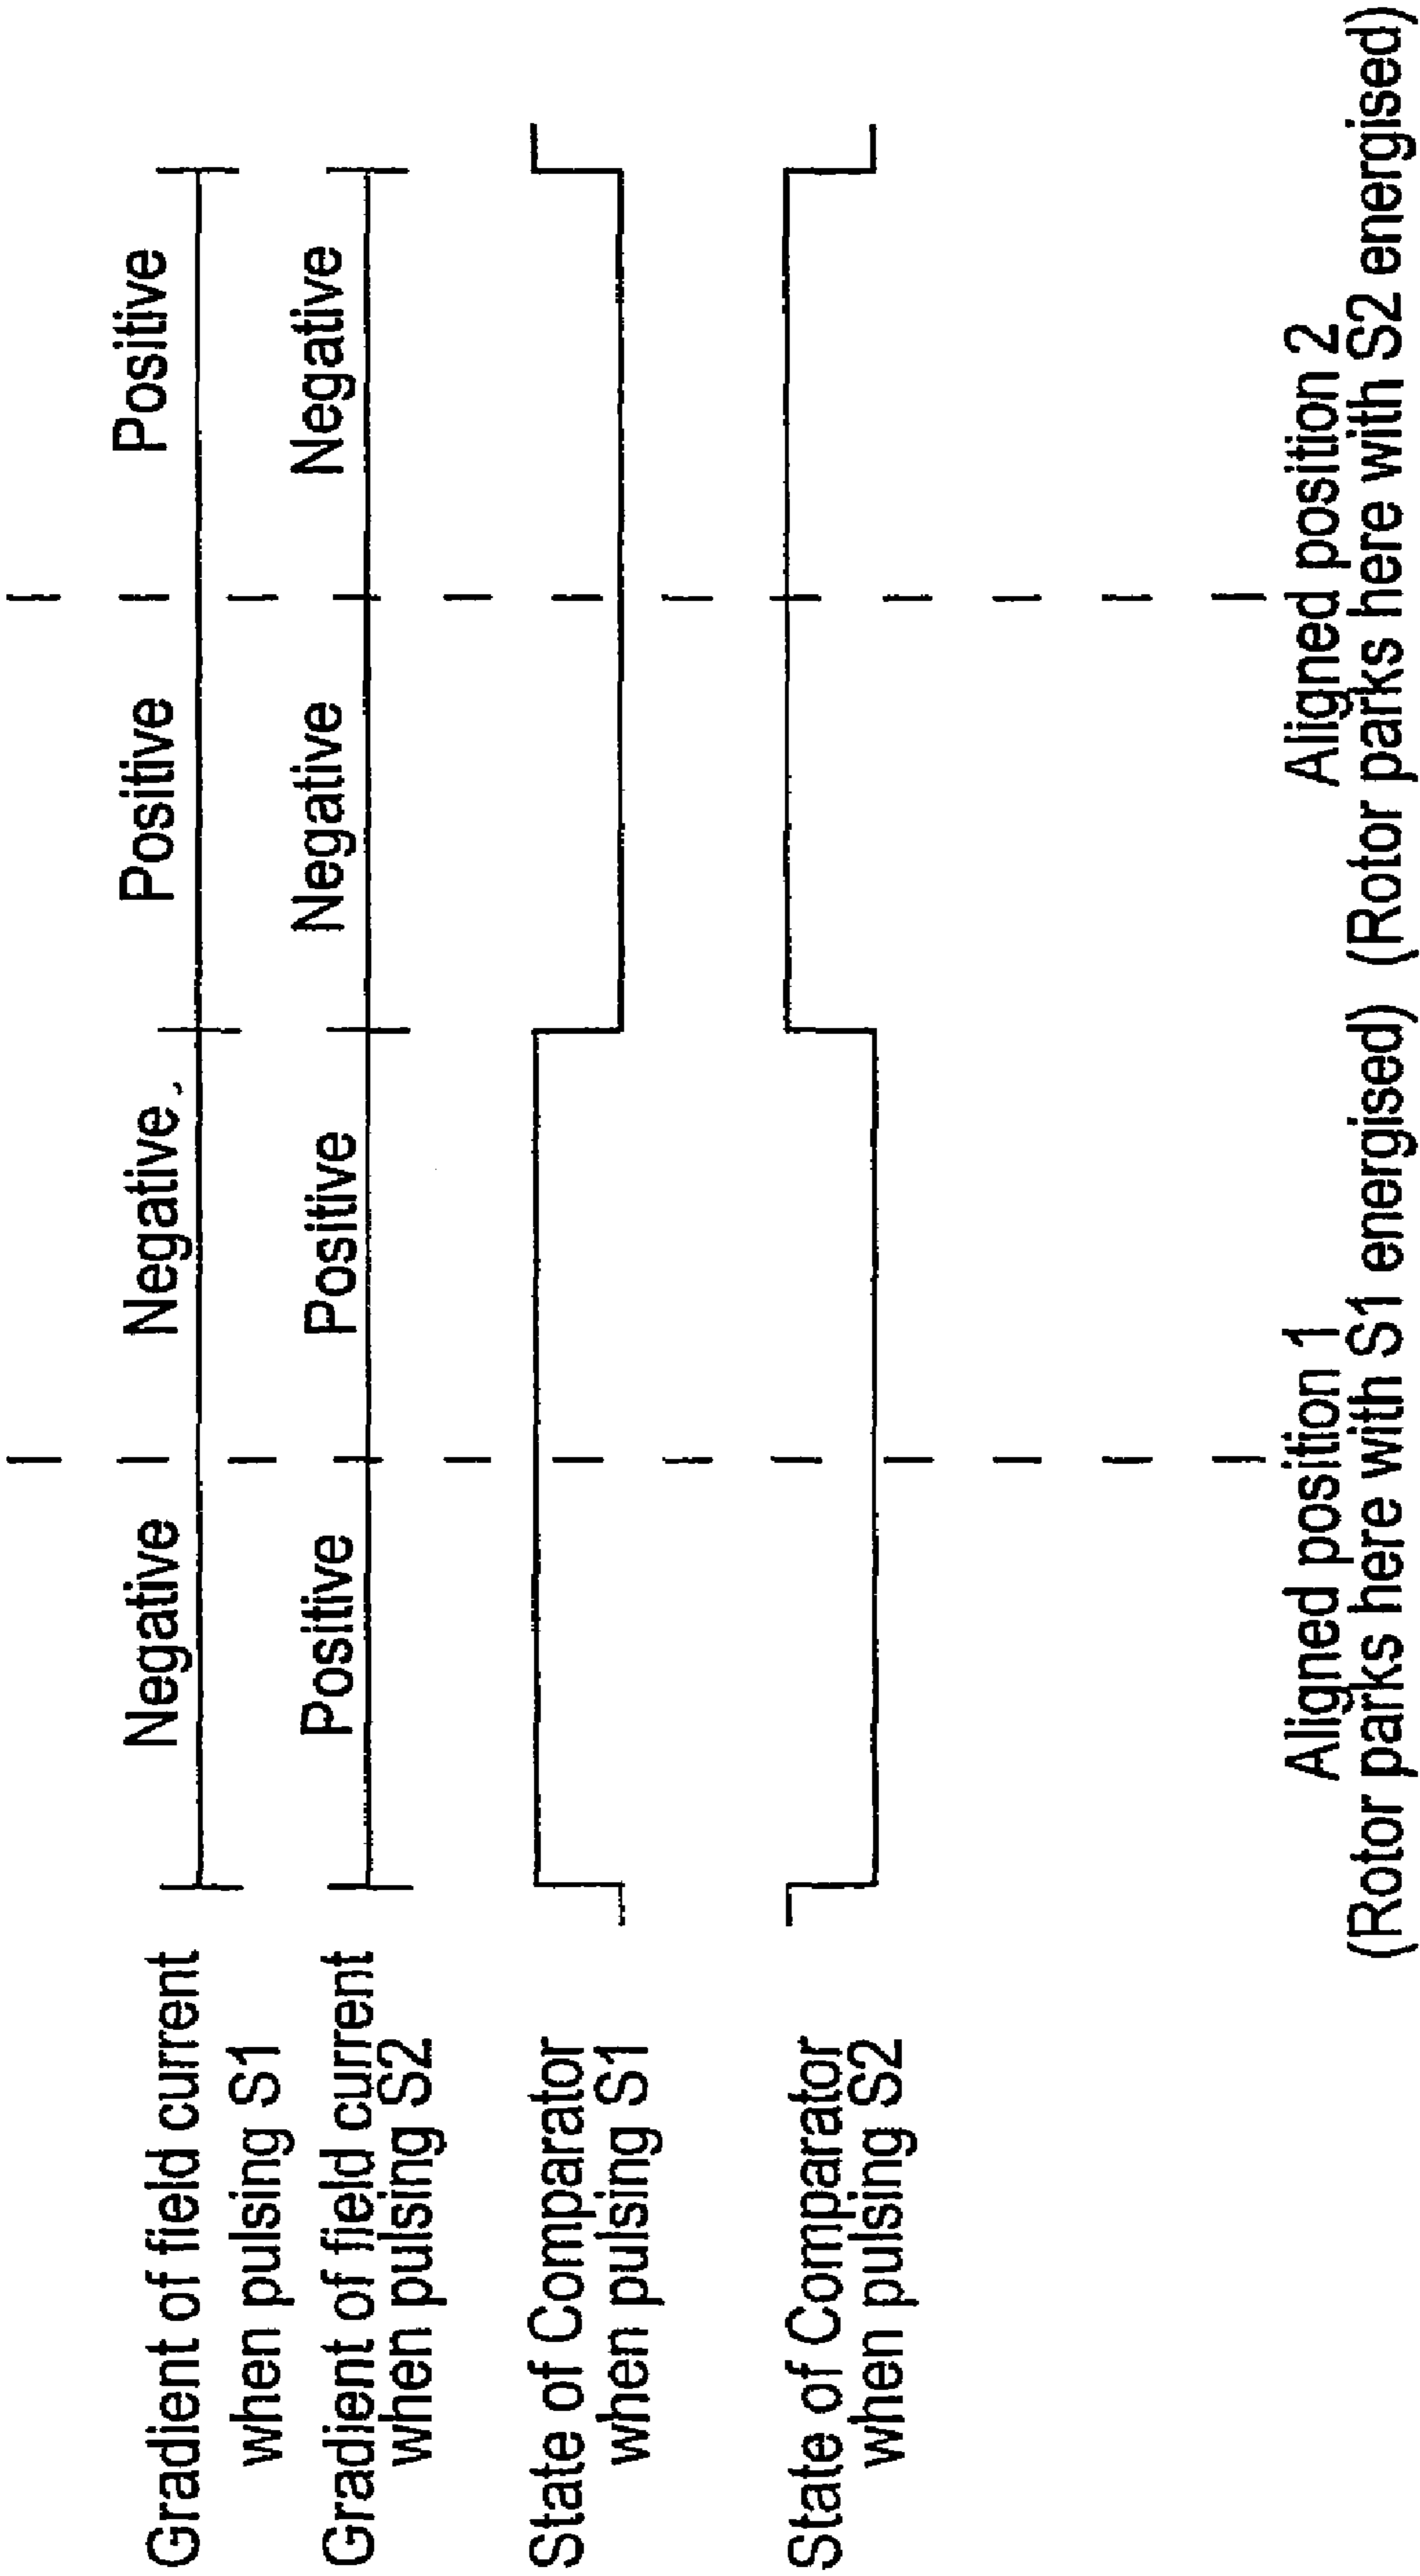 Gradient of field current
when pulsing S1
Negative
Negative
Positive
Positive
Gradient of field current
when pulsing S2
Positive
Positive
Negative
Negative
State of Comparator
when pulsing S1
State of Comparator
when pulsing S2
Aligned position 1
(Rotor parks here with S1 energised)
Aligned position 2
(Rotor parks here with S2 energised)